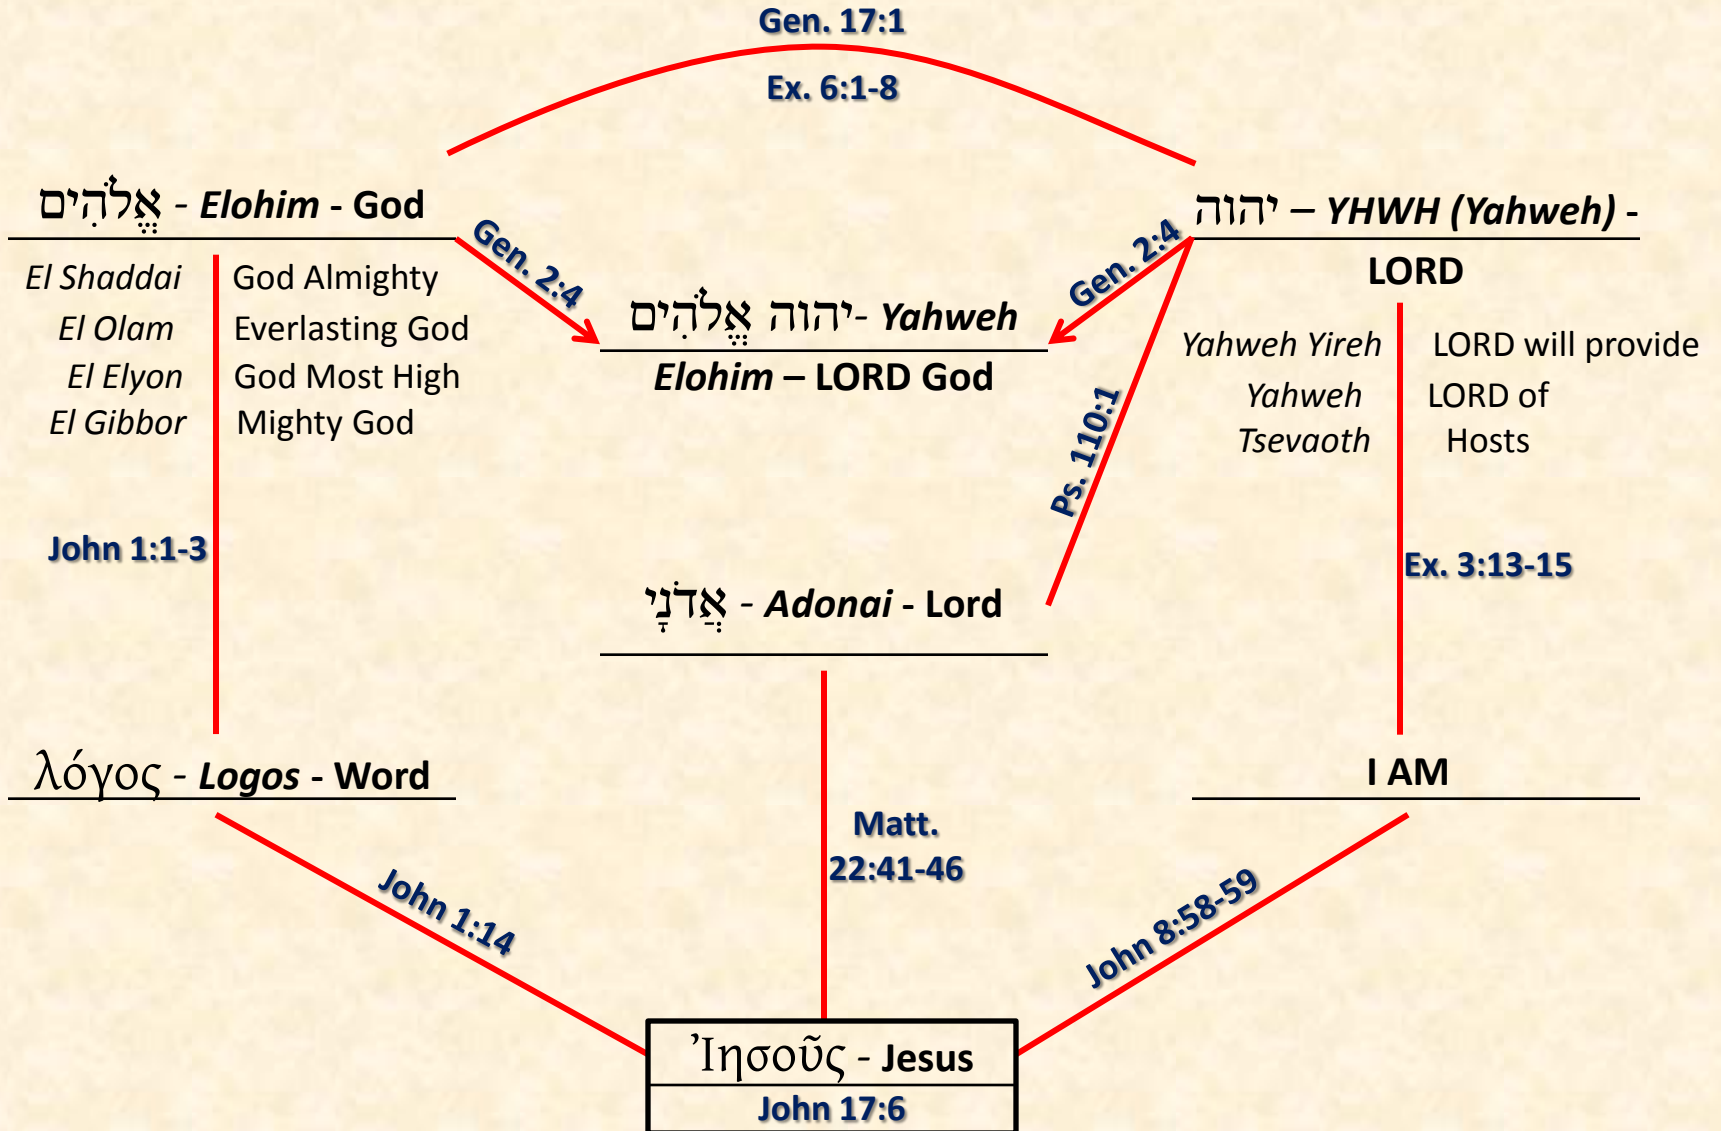 Gen. 17:1
Ex. 6:1-8
אֱלֹהִים - Elohim - God
יהוה – YHWH (Yahweh) -
LORD
Gen. 2:4
Gen. 2:4
El Shaddai God Almighty
El Olam Everlasting God
El Elyon God Most High
El Gibbor Mighty God
יהוה אֱלֹהִים- Yahweh
Elohim – LORD God
Yahweh Yireh LORD will provide
Yahweh LORD of
Tsevaoth Hosts
Ps. 110:1
John 1:1-3
Ex. 3:13-15
אֲדֹנָי - Adonai - Lord
λόγος - Logos - Word
I AM
Matt.
22:41-46
John 1:14
John 8:58-59
Ἰησοῦς - Jesus
John 17:6